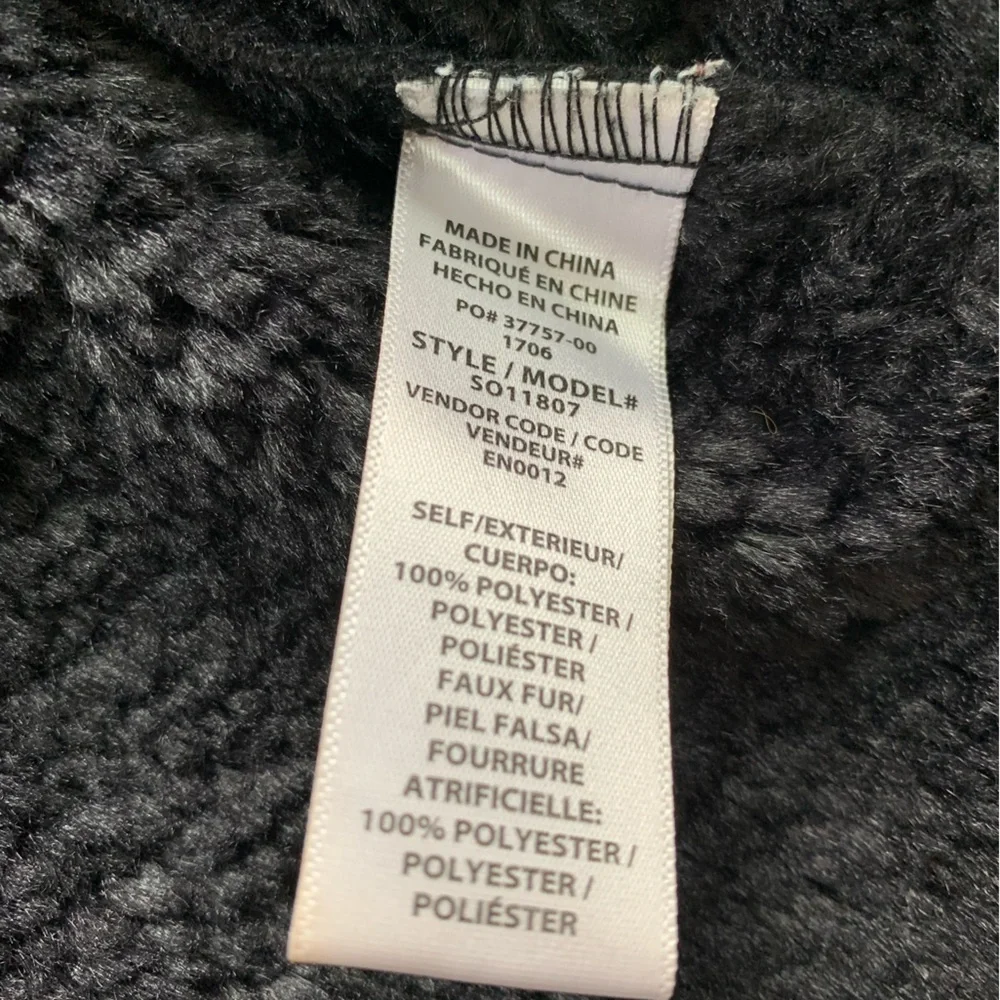 MADE IN CHINA
FABRIQUÉ EN CHINE
HECHO EN CHINA
PO# 37757-00
1706
STYLE / MODEL#
SO11807
VENDOR CODE / CODE
VENDEUR#
EN0012
SELF/EXTERIEUR/
CUERPO:
100% POLYESTER /
POLYESTER /
POLIÉSTER
FAUX FUR/
PIEL FALSA/
FOURRURE
ATRIFICIELLE:
100% POLYESTER /
POLYESTER /
POLIÉSTER